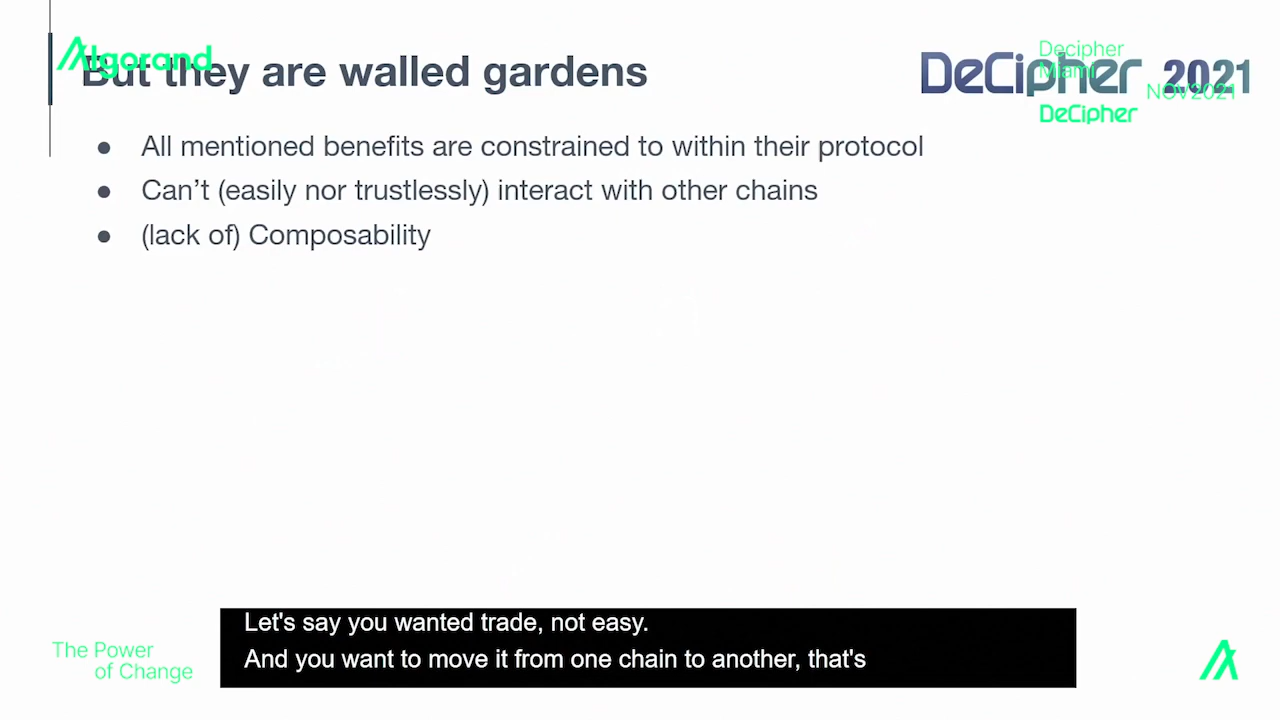 Algorand
But they are walled gardens
DeCipher 2021
Decipher
Miami
NOV2021
DeCipher
● All mentioned benefits are constrained to within their protocol
● Can’t (easily nor trustlessly) interact with other chains
● (lack of) Composability
Let's say you wanted trade, not easy.
And you want to move it from one chain to another, that's
The Power
of Change